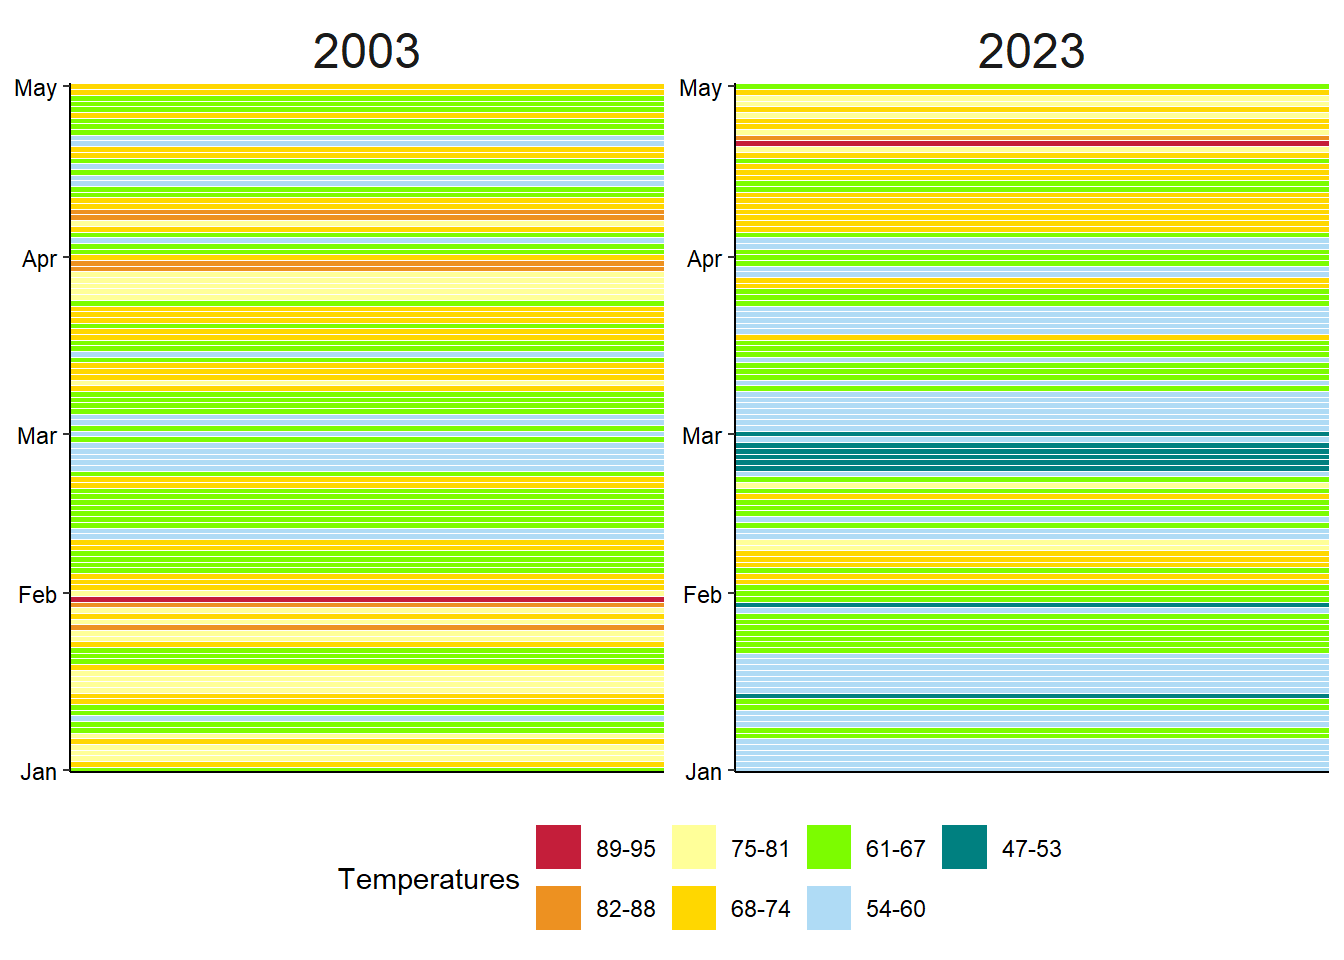 2003
2023
May
Apr
Mar
Feb
Jan
May
Apr
Mar
Feb
Jan
Temperatures
89-95
75-81
61-67
47-53
82-88
68-74
54-60